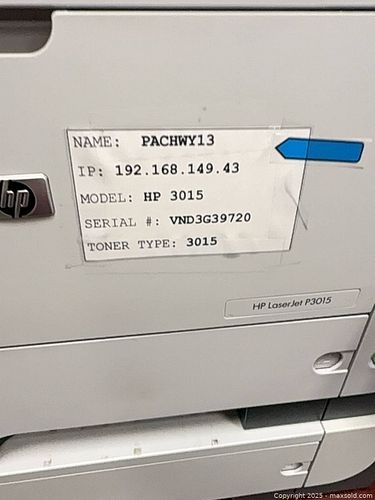 NAME: PACHWY13
IP: 192.168.149.43
MODEL: HP 3015
hp
SERIAL #: VND3G39720
TONER TYPE: 3015
HP LaserJet P3015
Copyright 2025 - maxsold.com